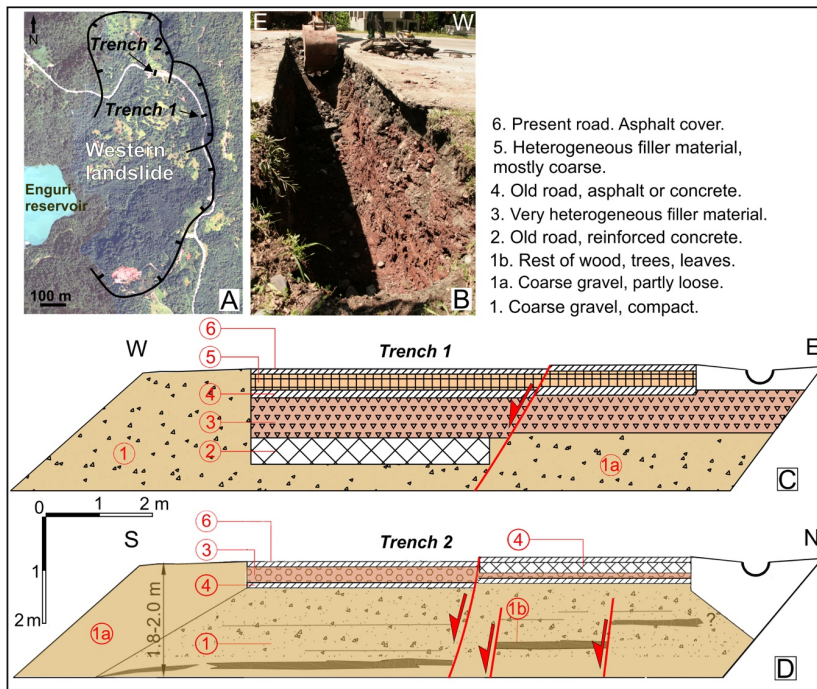 N
Trench 2
Trench 1
Western
landslide
Enguri
reservoir
100 m
A
E
W
B
6. Present road. Asphalt cover.
5. Heterogeneous filler material,
mostly coarse.
4. Old road, asphalt or concrete.
3. Very heterogeneous filler material.
2. Old road, reinforced concrete.
1b. Rest of wood, trees, leaves.
1a. Coarse gravel, partly loose.
1. Coarse gravel, compact.
W
Trench 1
E
6
5
4
3
2
1
1a
C
0 1 2 m
1
2 m
S
Trench 2
N
6
3
4
4
1a
1.8-2.0 m
1
1b
?
D